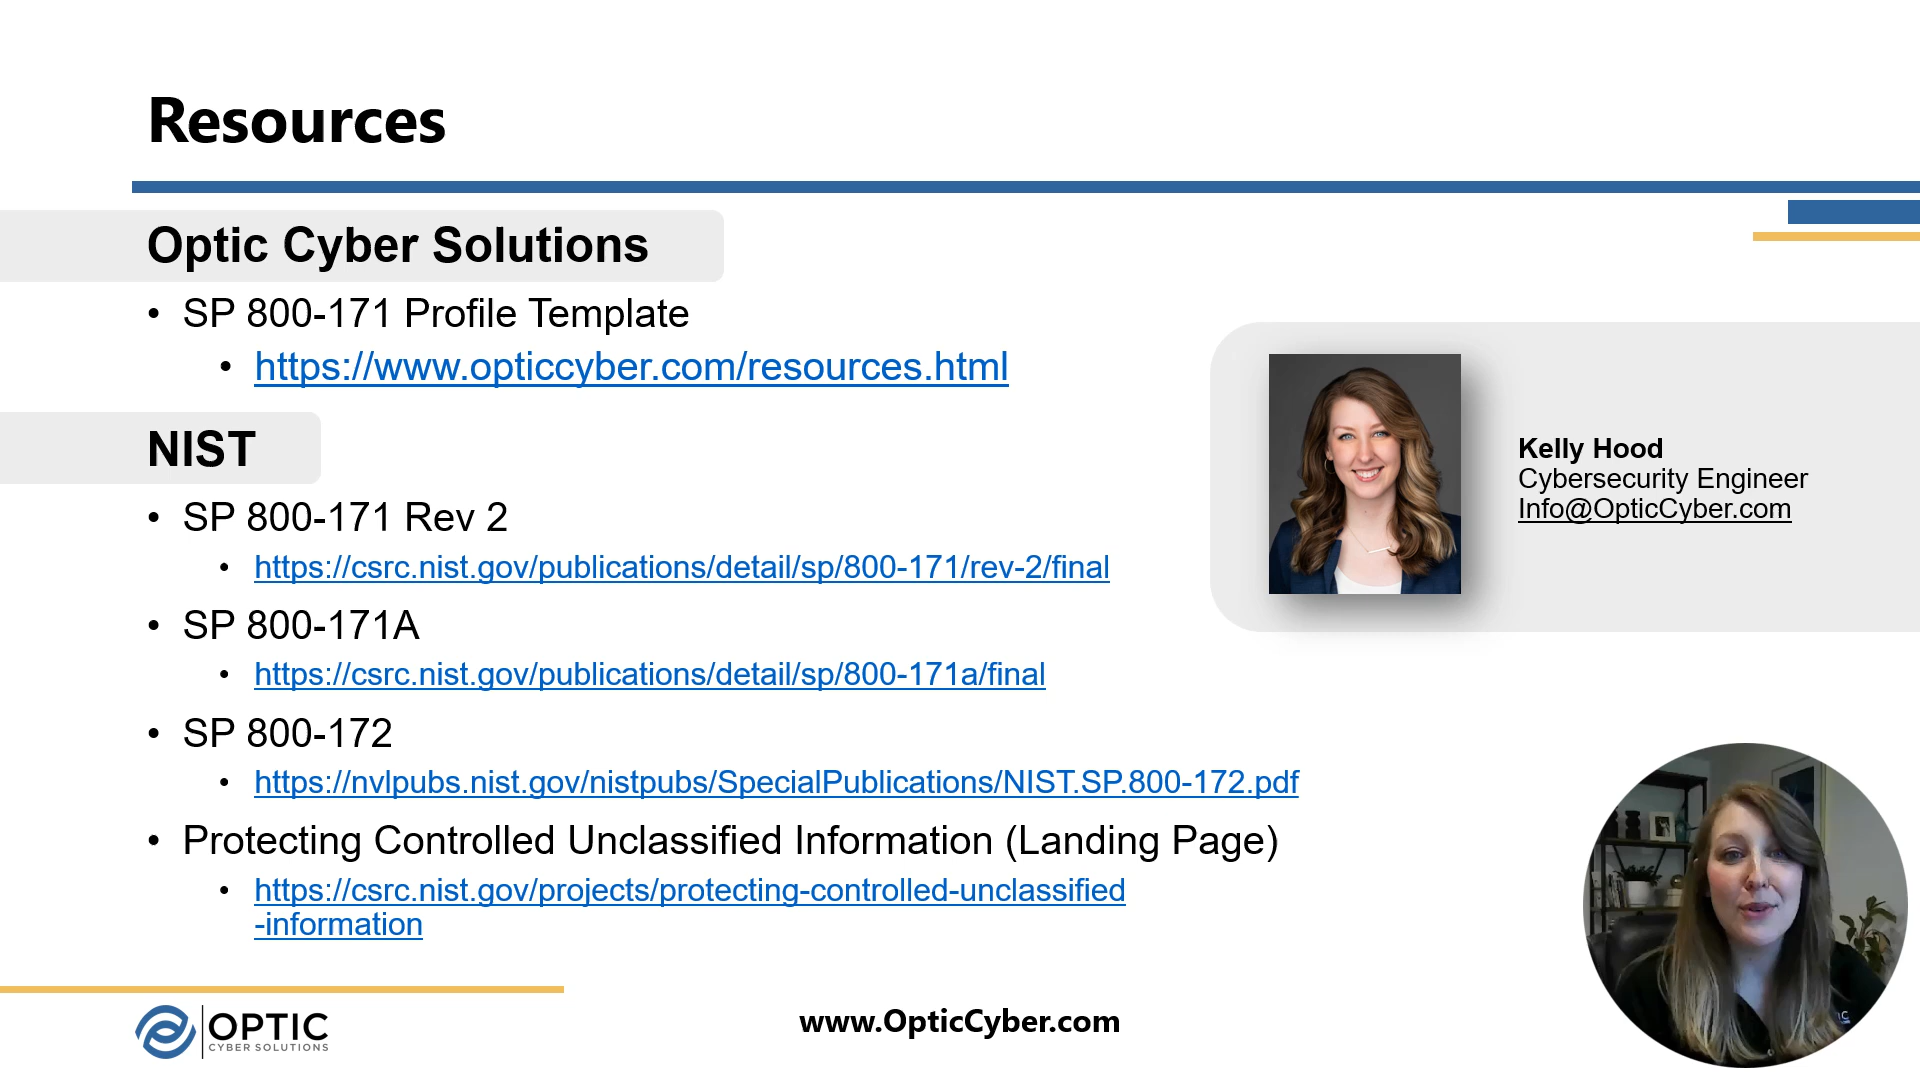 Resources
Optic Cyber Solutions
• SP 800-171 Profile Template
• https://www.opticcyber.com/resources.html
NIST
• SP 800-171 Rev 2
• https://csrc.nist.gov/publications/detail/sp/800-171/rev-2/final
• SP 800-171A
• https://csrc.nist.gov/publications/detail/sp/800-171a/final
• SP 800-172
• https://nvlpubs.nist.gov/nistpubs/SpecialPublications/NIST.SP.800-172.pdf
• Protecting Controlled Unclassified Information (Landing Page)
• https://csrc.nist.gov/projects/protecting-controlled-unclassified
-information
Kelly Hood
Cybersecurity Engineer
Info@OpticCyber.com
OPTIC
CYBER SOLUTIONS
www.OpticCyber.com